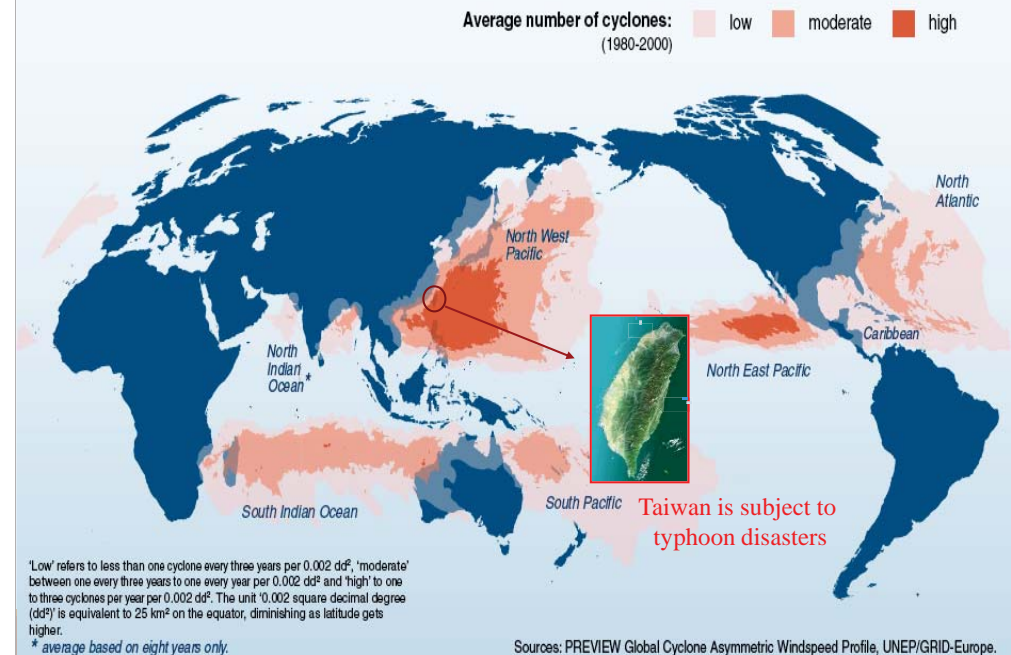 Average number of cyclones:
(1980-2000)
low
moderate
high
North
Atlantic
North West
Pacific
Caribbean
North
Indian
Ocean*
North East Pacific
South Indian Ocean
South Pacific
Taiwan is subject to
typhoon disasters
'Low' refers to less than one cyclone every three years per 0.002 dd², 'moderate'
between one every three years to one every year per 0.002 dd² and 'high' to one
to three cyclones per year per 0.002 dd². The unit '0.002 square decimal degree
(dd²)' is equivalent to 25 km² on the equator, diminishing as latitude gets
higher.
* average based on eight years only.
Sources: PREVIEW Global Cyclone Asymmetric Windspeed Profile, UNEP/GRID-Europe.